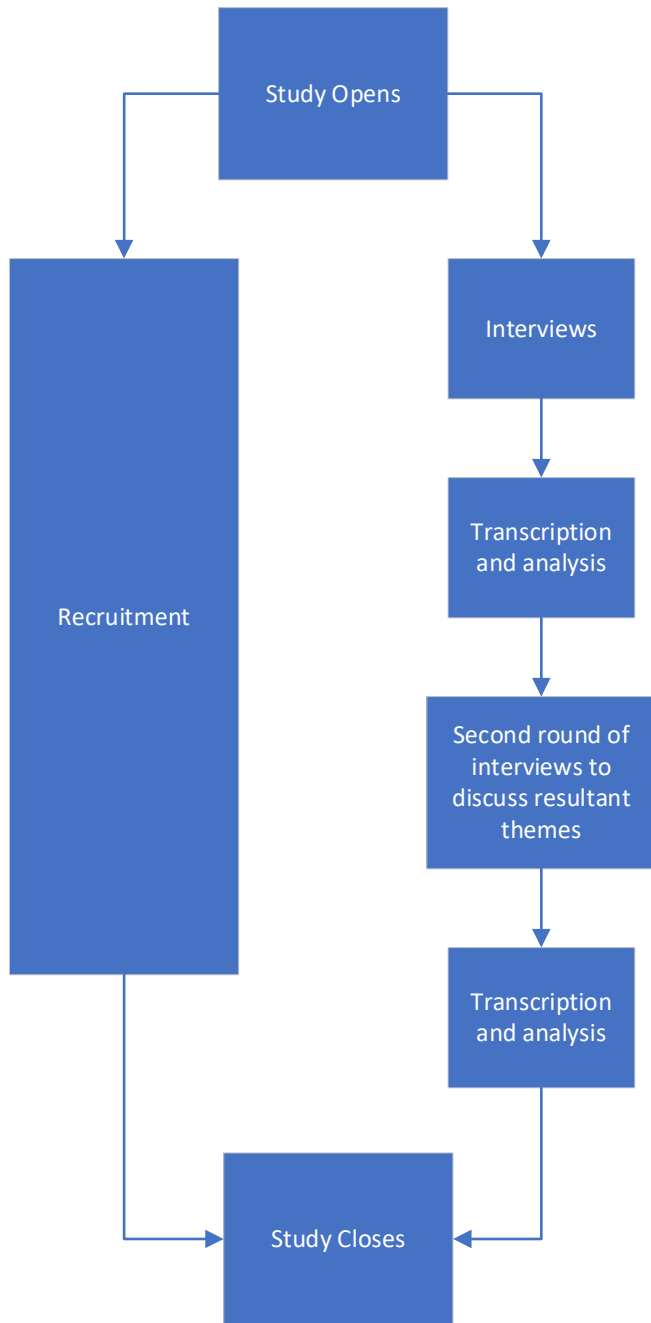 Study Opens
Interviews
Transcription
and analysis
Recruitment
Second round of
interviews to
discuss resultant
themes
Transcription
and analysis
Study Closes